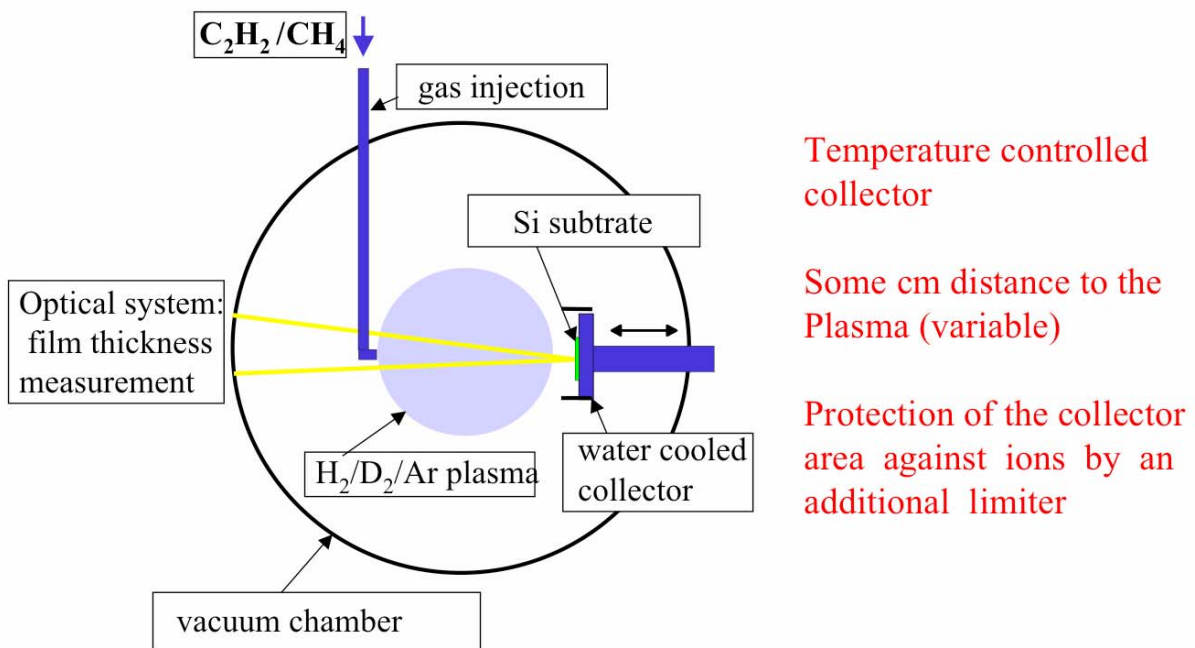 C₂H₂ /CH₄
gas injection
Si subtrate
Optical system:
film thickness
measurement
H₂/D₂/Ar plasma
water cooled
collector
vacuum chamber
Temperature controlled
collector
Some cm distance to the
Plasma (variable)
Protection of the collector
area against ions by an
additional limiter